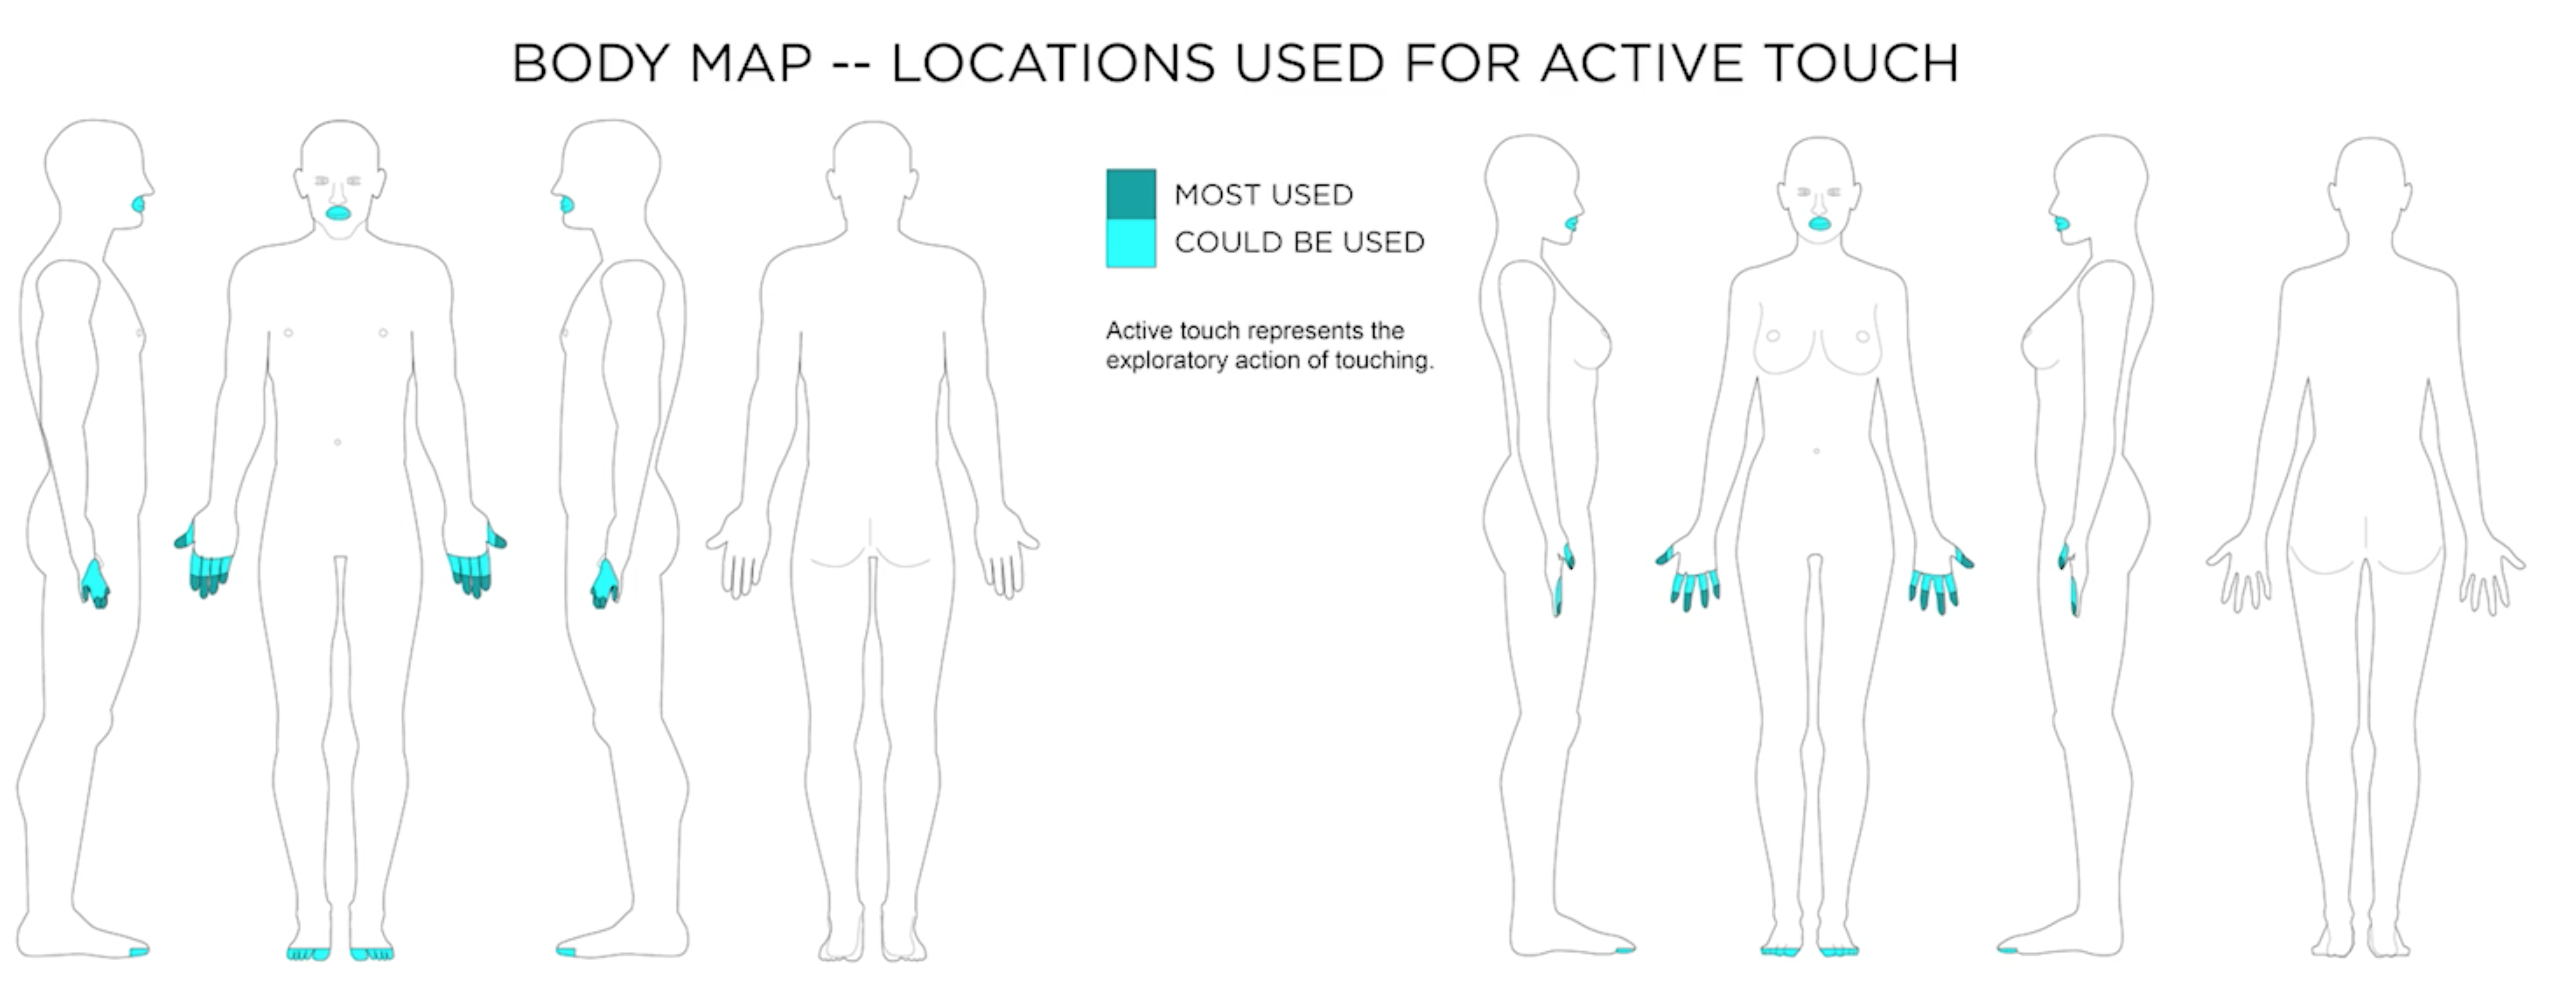 BODY MAP -- LOCATIONS USED FOR ACTIVE TOUCH
MOST USED
COULD BE USED
Active touch represents the
exploratory action of touching.